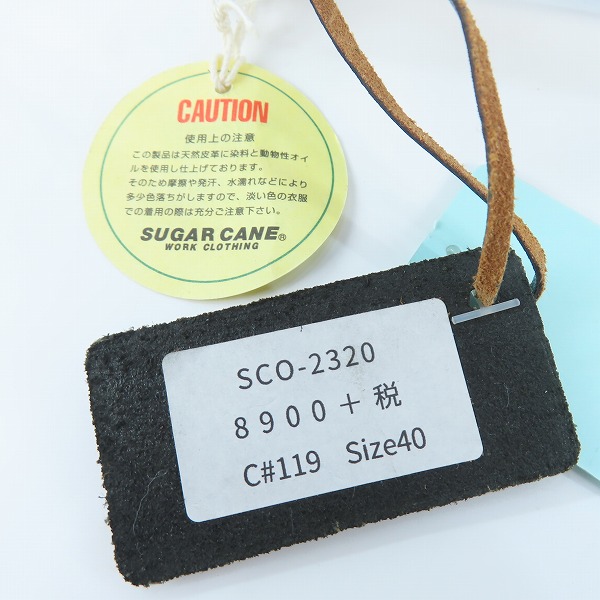 CAUTION
使用上の注意
この製品は天然皮革に染料と動物性オイ
ルを使用し仕上げております。
そのため摩擦や発汗、水濡れなどにより
多少色落ちがしますので、淡い色の衣服
での着用の際は充分ご注意下さい。
SUGAR CANE®
WORK CLOTHING
SCO-2320
8900+税
C#119 Size40